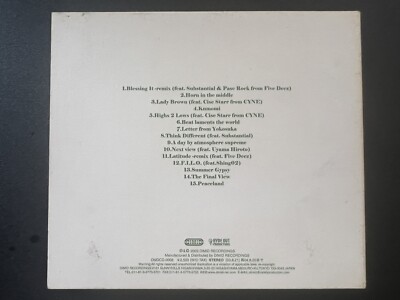 1.Blessing It-remix (feat. Substantial & Pase Rock from Five Deez)
2.Horn in the middle
3.Lady Brown (feat. Cise Starr from CYNE)
4.Kumomi
5.Highs 2 Lows (feat. Cise Starr from CYNE)
6.Beat laments the world
7.Letter from Yokosuka
8.Think Different (feat. Substantial)
9.A day by atmosphere supreme
10.Next view (feat. Uyama Hiroto)
11.Latitude -remix (feat. Five Deez)
12.F.I.L.O. (feat. Shing02)
13.Summer Gypsy
14.The Final View
15.Peaceland
HYDE OUT